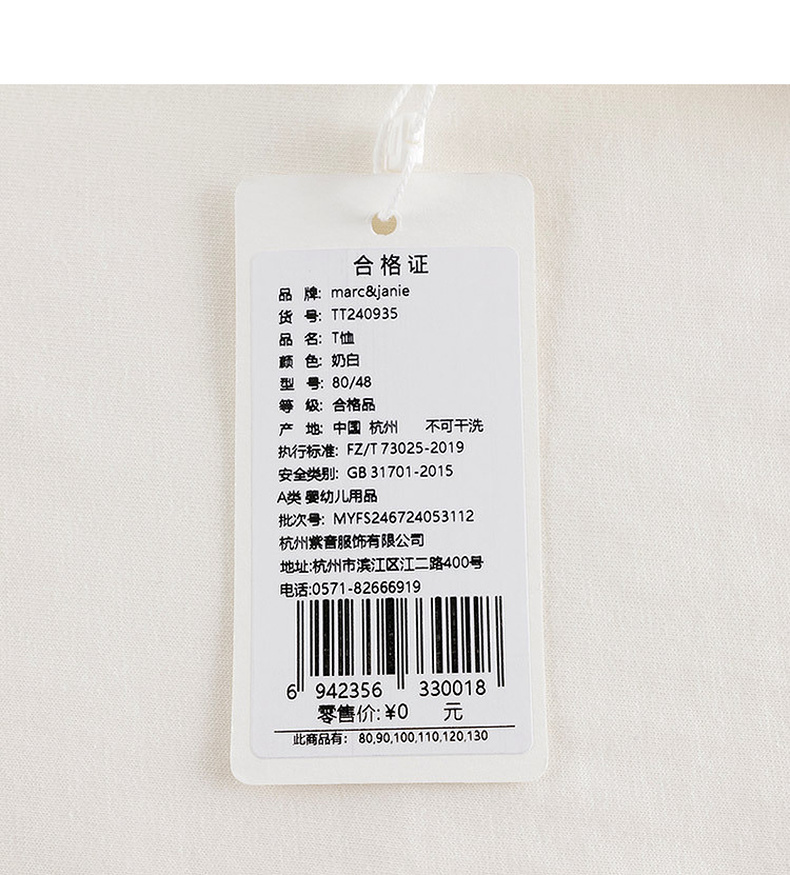 合格证
品 牌: marc&janie
货 号: TT240935
品 名: T恤
颜 色: 奶白
型 号: 80/48
等 级: 合格品
产 地: 中国 杭州 不可干洗
执行标准: FZ/T 73025-2019
安全类别: GB 31701-2015
A类 婴幼儿用品
批次号: MYFS246724053112
杭州紫奞服饰有限公司
地址:杭州市滨江区江二路400号
电话:0571-82666919
6 942356 330018
零售价: ¥0 元
此商品有: 80,90,100,110,120,130